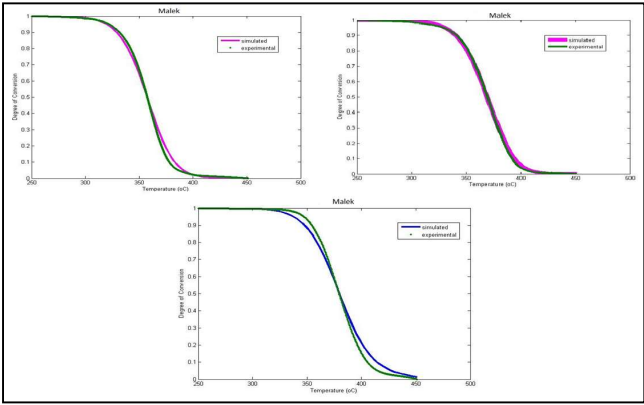 Malek
simulated
experimental
Degree of Conversion
1
0.9
0.8
0.7
0.6
0.5
0.4
0.3
0.2
0.1
0
250 300 350 400 450 500
Temperature (oC)
Malek
simulated
experimental
Degree of Conversion
1
0.9
0.8
0.7
0.6
0.5
0.4
0.3
0.2
0.1
250 300 350 400 450 500 600
Temperature (oC)
Malek
simulated
experimental
Degree of Conversion
1
0.9
0.8
0.7
0.6
0.5
0.4
0.3
0.2
0.1
0
250 300 350 400 450 500
Temperature (oC)